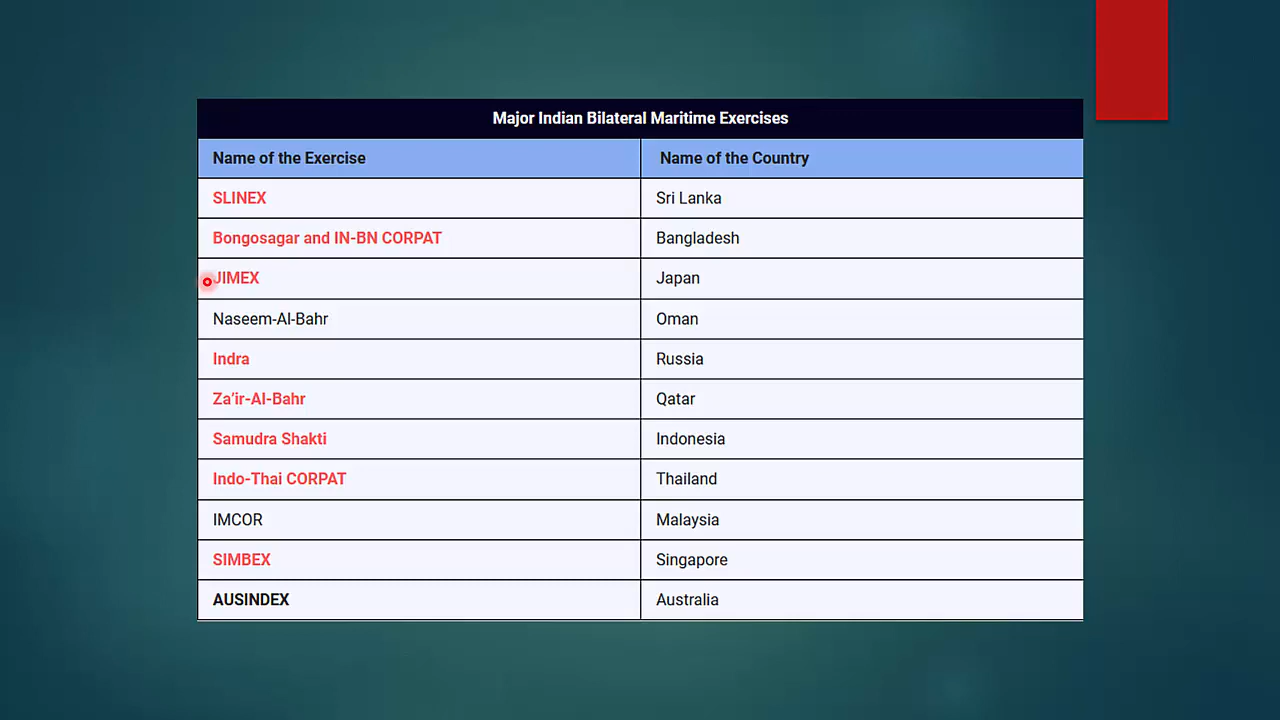 Major Indian Bilateral Maritime Exercises
Name of the Exercise Name of the Country
SLINEX Sri Lanka
Bongosagar and IN-BN CORPAT Bangladesh
JIMEX Japan
Naseem-Al-Bahr Oman
Indra Russia
Za’ir-Al-Bahr Qatar
Samudra Shakti Indonesia
Indo-Thai CORPAT Thailand
IMCOR Malaysia
SIMBEX Singapore
AUSINDEX Australia